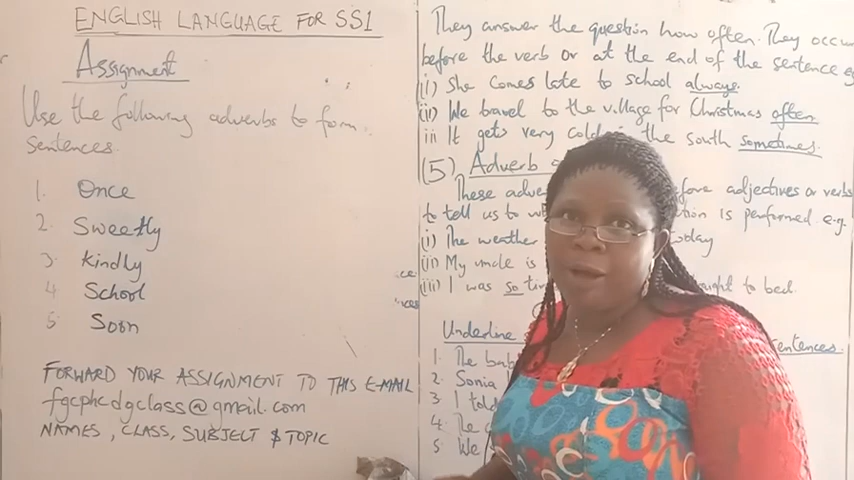 ENGLISH LANGUAGE FOR SS1
Assignment
Use the following adverbs to form
Sentences.
1. Once
2. Sweetly
3. Kindly
4 School
5 Soon
FORWARD YOUR ASSIGNMENT TO THIS E-MAIL
fgcphcdgclass@gmail.com
NAMES, CLASS, SUBJECT & TOPIC
They answer the question how often. They occur
before the verb or at the end of the sentence eg
(i) She comes late to school always.
(ii) We travel to the village for Christmas often
iii It gets very cold the south sometimes.
(5) Adverb
These adjectives or verbs
to tell us to is performed e.g.
(i) The weather today
(ii) My uncle is
(iii) I was so to bed.
Underline Sentences.
1. The
2. Sonia
3 I told
4 The
5 We